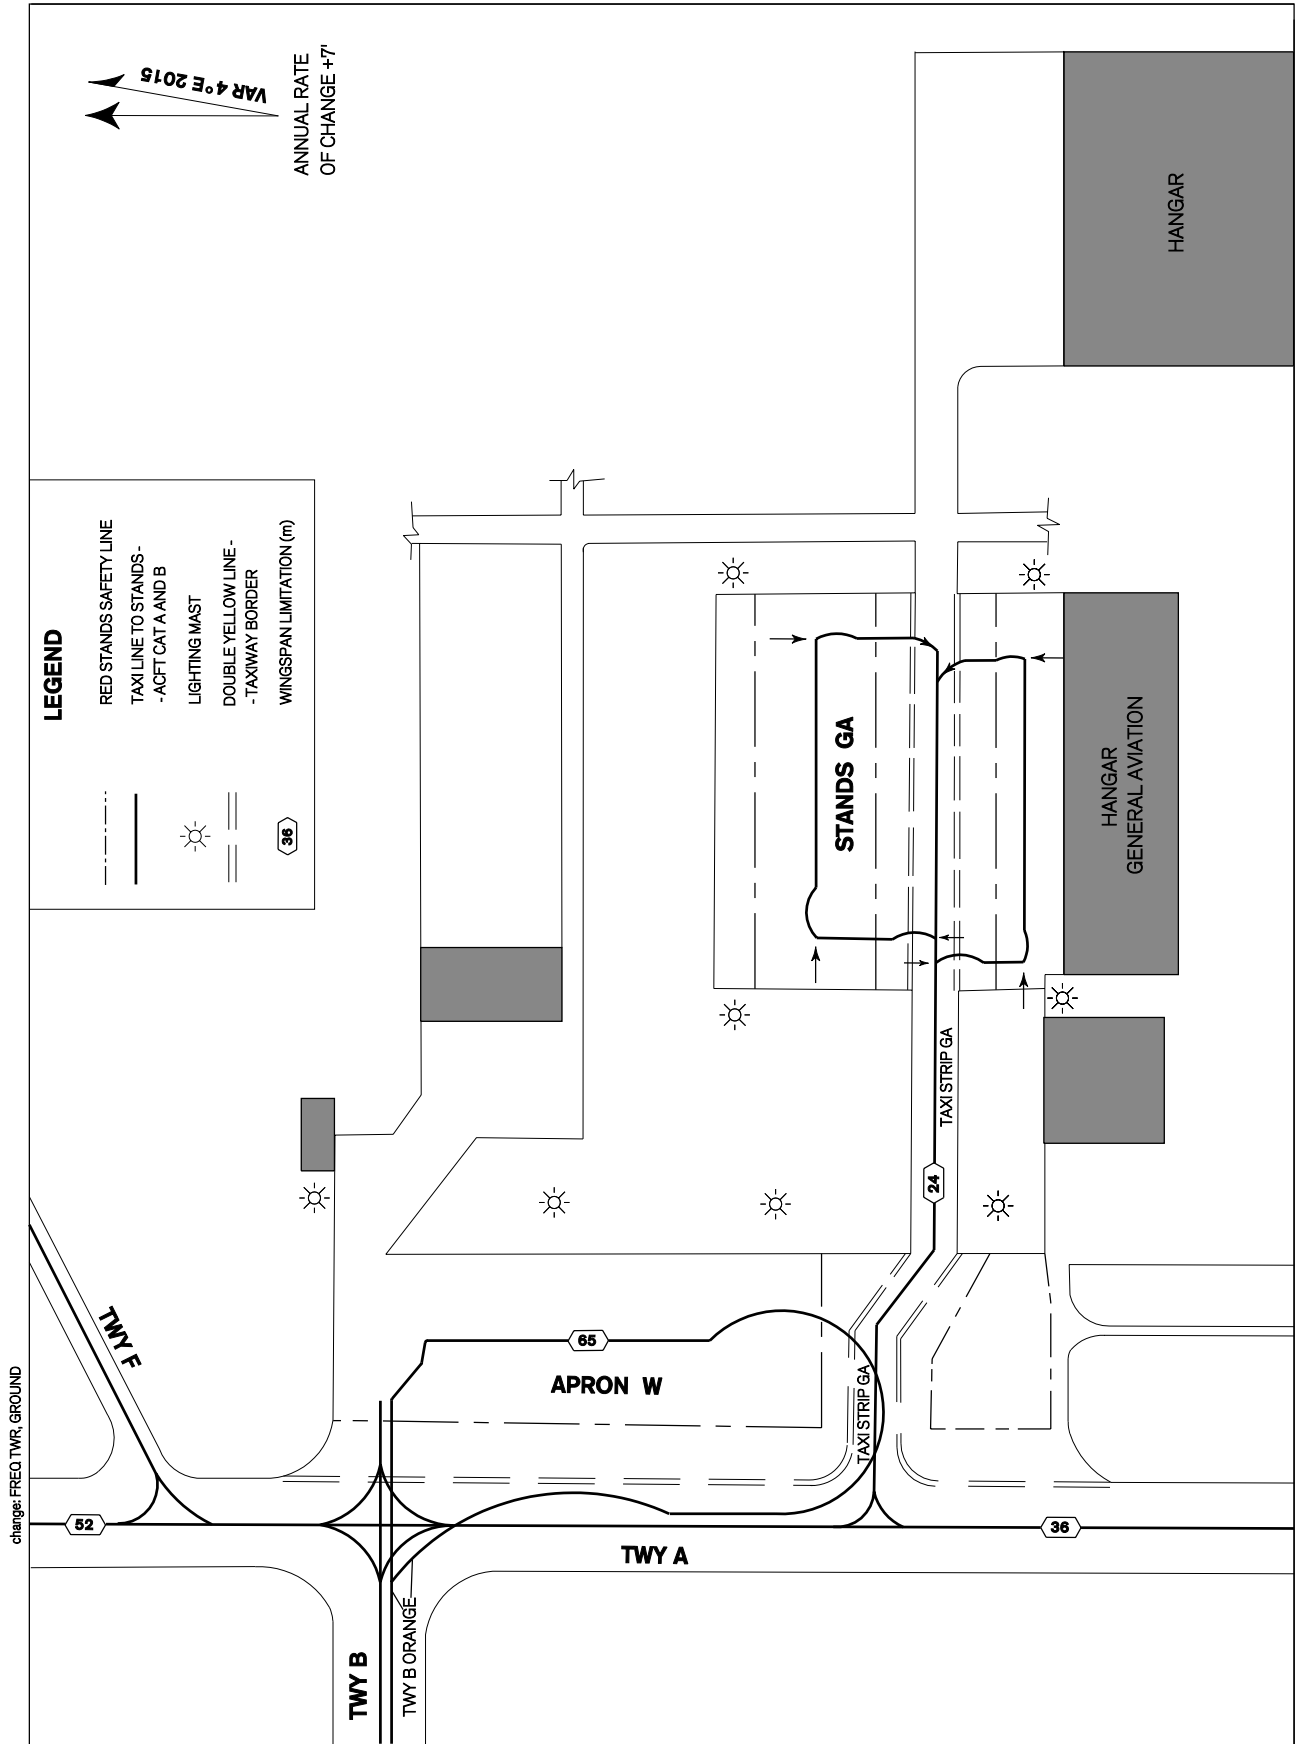 change: FREQ TWR, GROUND
VAR 4°E 2015
ANNUAL RATE
OF CHANGE +7'
LEGEND
RED STANDS SAFETY LINE
TAXI LINE TO STANDS -
- ACFT CAT A AND B
LIGHTING MAST
DOUBLE YELLOW LINE -
- TAXIWAY BORDER
36
WINGSPAN LIMITATION (m)
HANGAR
STANDS GA
HANGAR
GENERAL AVIATION
TAXI STRIP GA
24
TWY F
65
APRON W
TAXI STRIP GA
52
36
TWY A
TWY B
TWY B ORANGE